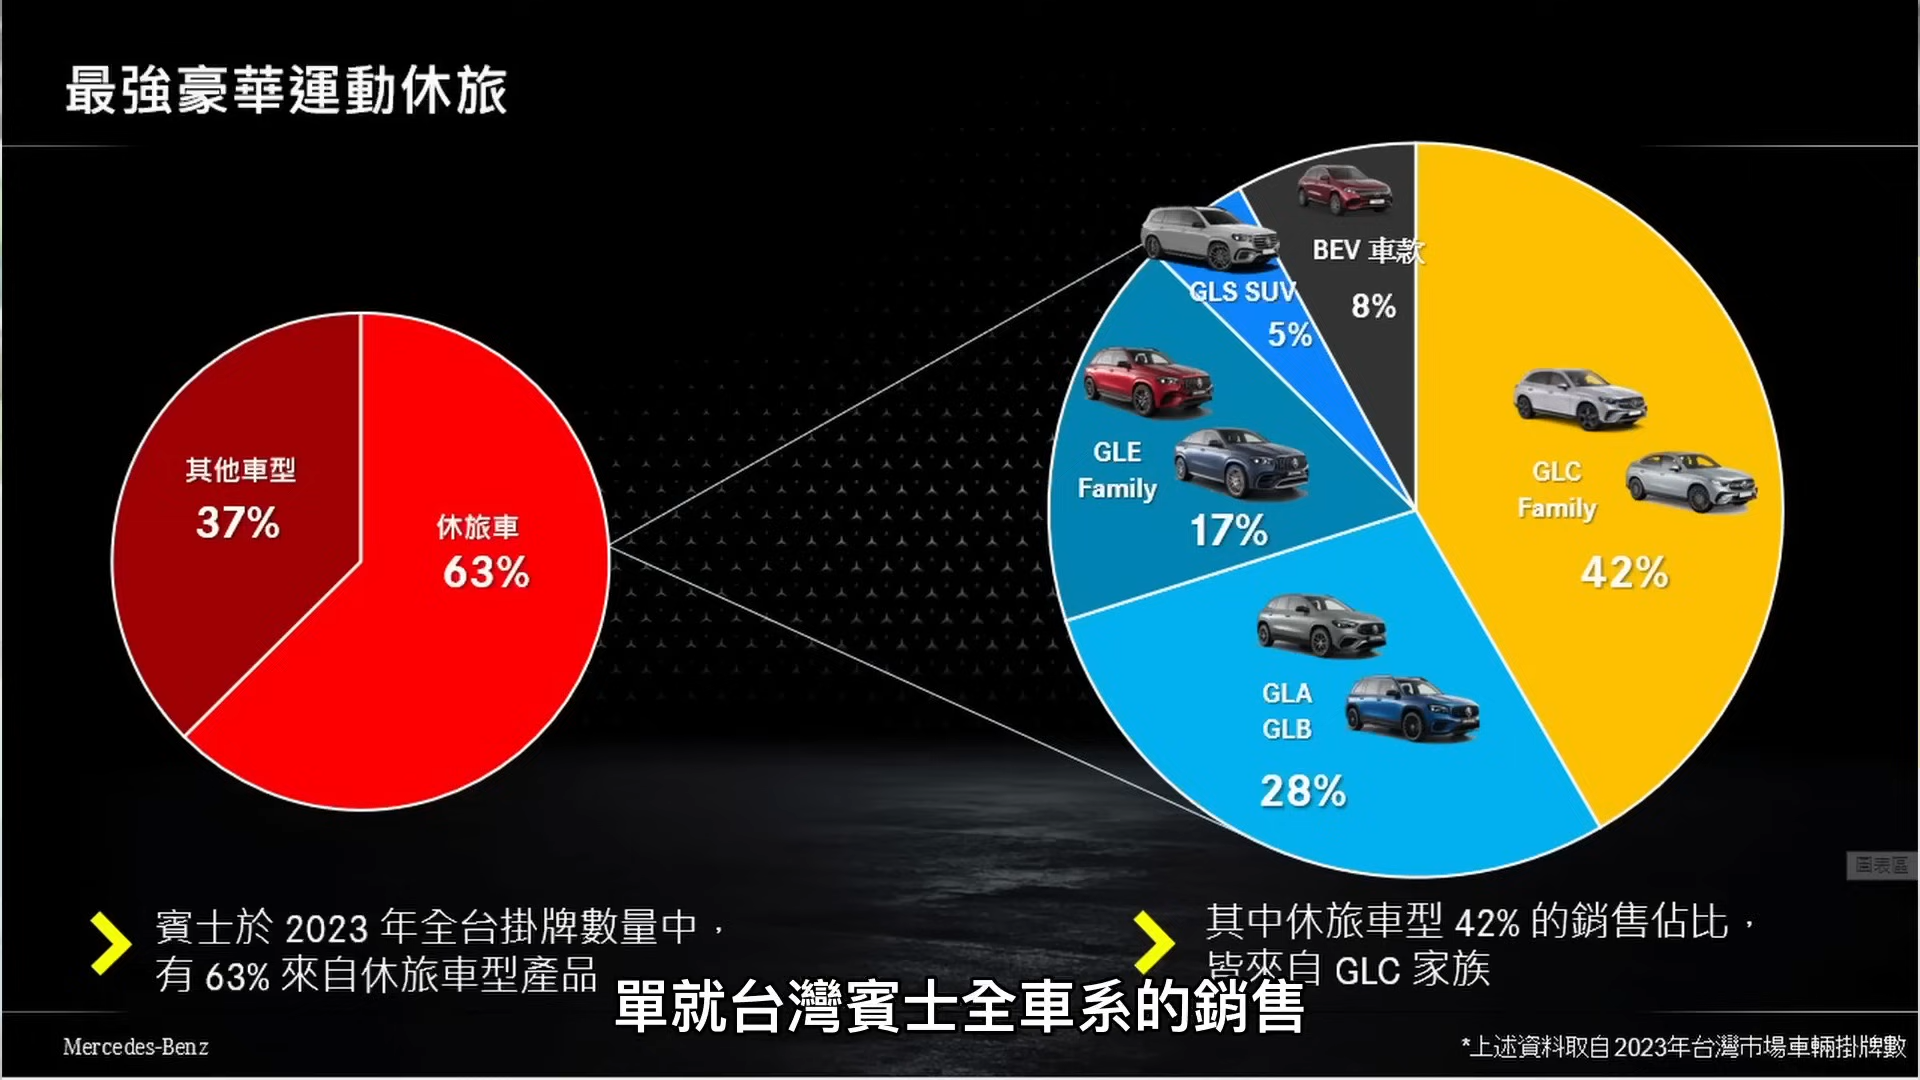 最強豪華運動休旅
其他車型
37%
休旅車
63%
BEV 車款
8%
GLS SUV
5%
GLE
Family
17%
GLC
Family
42%
GLA
GLB
28%
圖表區
賓士於 2023 年全台掛牌數量中，
有 63% 來自休旅車型產品
其中休旅車型 42% 的銷售佔比，
皆來自 GLC 家族
單就台灣賓士全車系的銷售
Mercedes-Benz
*上述資料取自2023年台灣市場車輛掛牌數